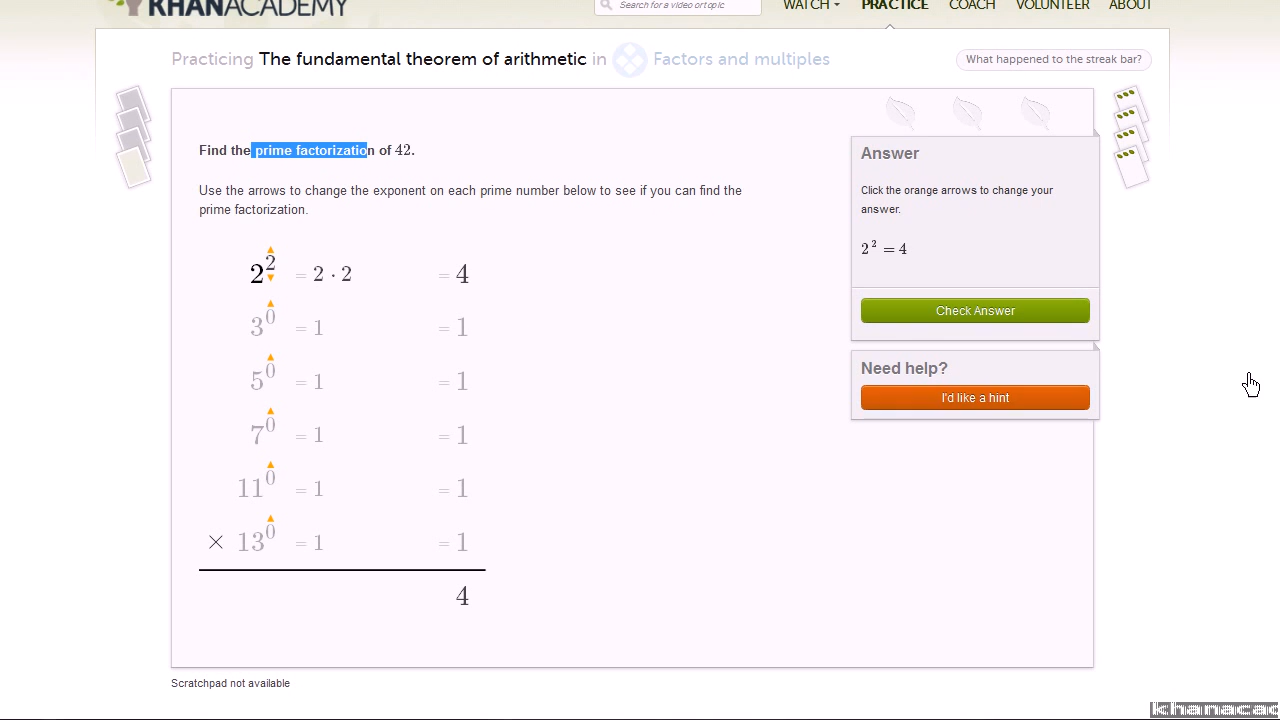 KHANACADEMY
Search for a video or topic
WATCH PRACTICE COACH VOLUNTEER ABOUT
Practicing The fundamental theorem of arithmetic in Factors and multiples
What happened to the streak bar?
Find the prime factorization of 42.
Use the arrows to change the exponent on each prime number below to see if you can find the
prime factorization.
2² = 2 · 2 = 4
3⁰ = 1 = 1
5⁰ = 1 = 1
7⁰ = 1 = 1
11⁰ = 1 = 1
× 13⁰ = 1 = 1
4
Answer
Click the orange arrows to change your
answer.
2² = 4
Check Answer
Need help?
I'd like a hint
Scratchpad not available
khanacac